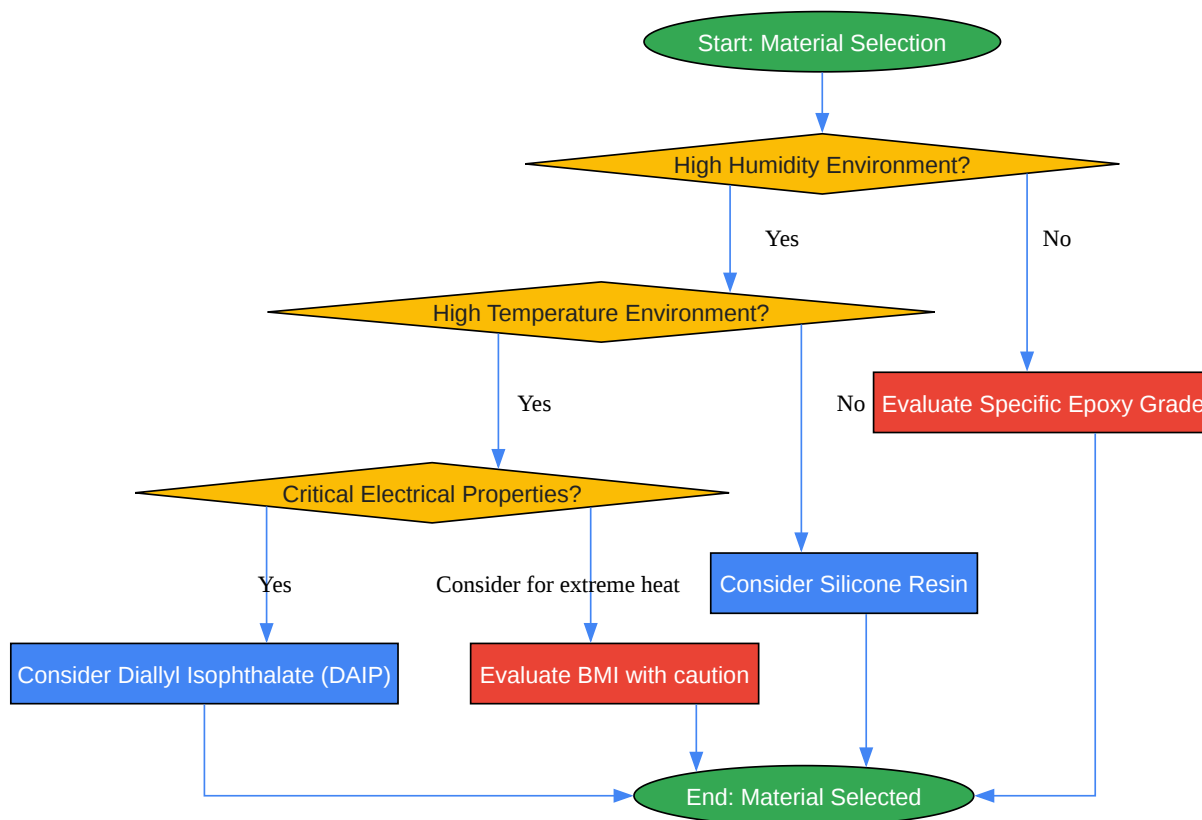 Start: Material Selection
High Humidity Environment?
Yes
No
High Temperature Environment?
Yes
No
Evaluate Specific Epoxy Grade
Critical Electrical Properties?
Yes
Consider for extreme heat
Consider Silicone Resin
Consider Diallyl Isophthalate (DAIP)
Evaluate BMI with caution
End: Material Selected